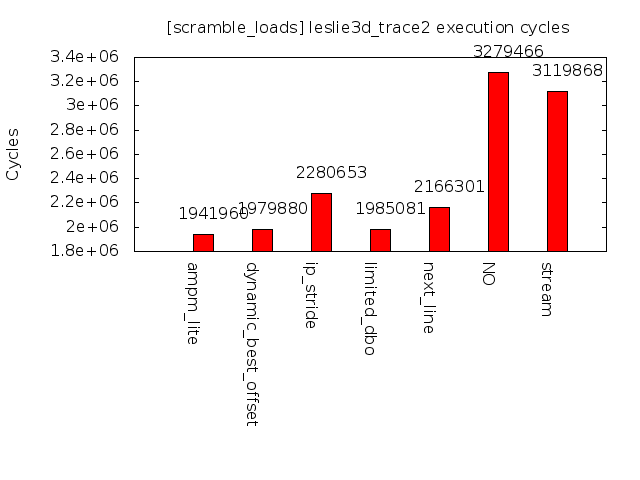 [scramble_loads] leslie3d_trace2 execution cycles
Cycles
3.4e+06
3.2e+06
3e+06
2.8e+06
2.6e+06
2.4e+06
2.2e+06
2e+06
1.8e+06
1941960
1979880
2280653
1985081
2166301
3279466
3119868
ampm_lite
dynamic_best_offset
ip_stride
limited_dbo
next_line
NO
stream